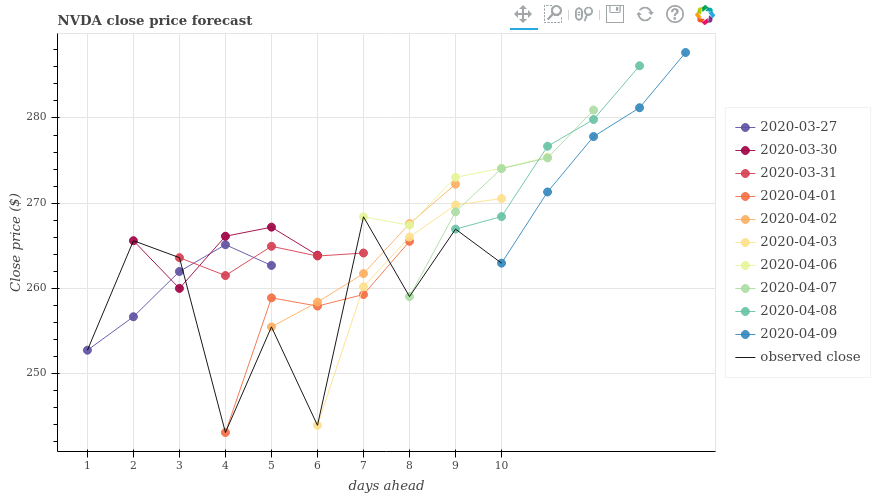 NVDA close price forecast
280
270
260
250
Close price ($)
1 2 3 4 5 6 7 8 9 10
days ahead
2020-03-27
2020-03-30
2020-03-31
2020-04-01
2020-04-02
2020-04-03
2020-04-06
2020-04-07
2020-04-08
2020-04-09
observed close